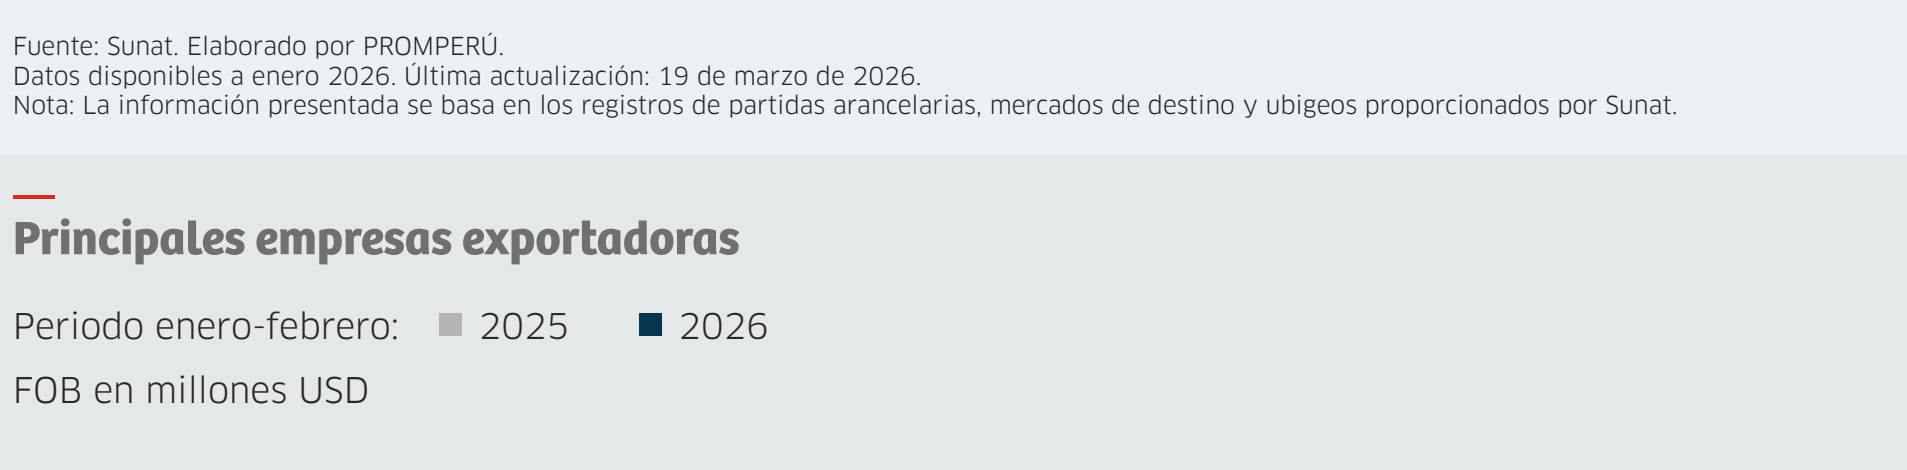 Fuente: Sunat. Elaborado por PROMPERÚ.
Datos disponibles a enero 2026. Última actualización: 19 de marzo de 2026.
Nota: La información presentada se basa en los registros de partidas arancelarias, mercados de destino y ubigeos proporcionados por Sunat.
Principales empresas exportadoras
Periodo enero-febrero: 2025 2026
FOB en millones USD